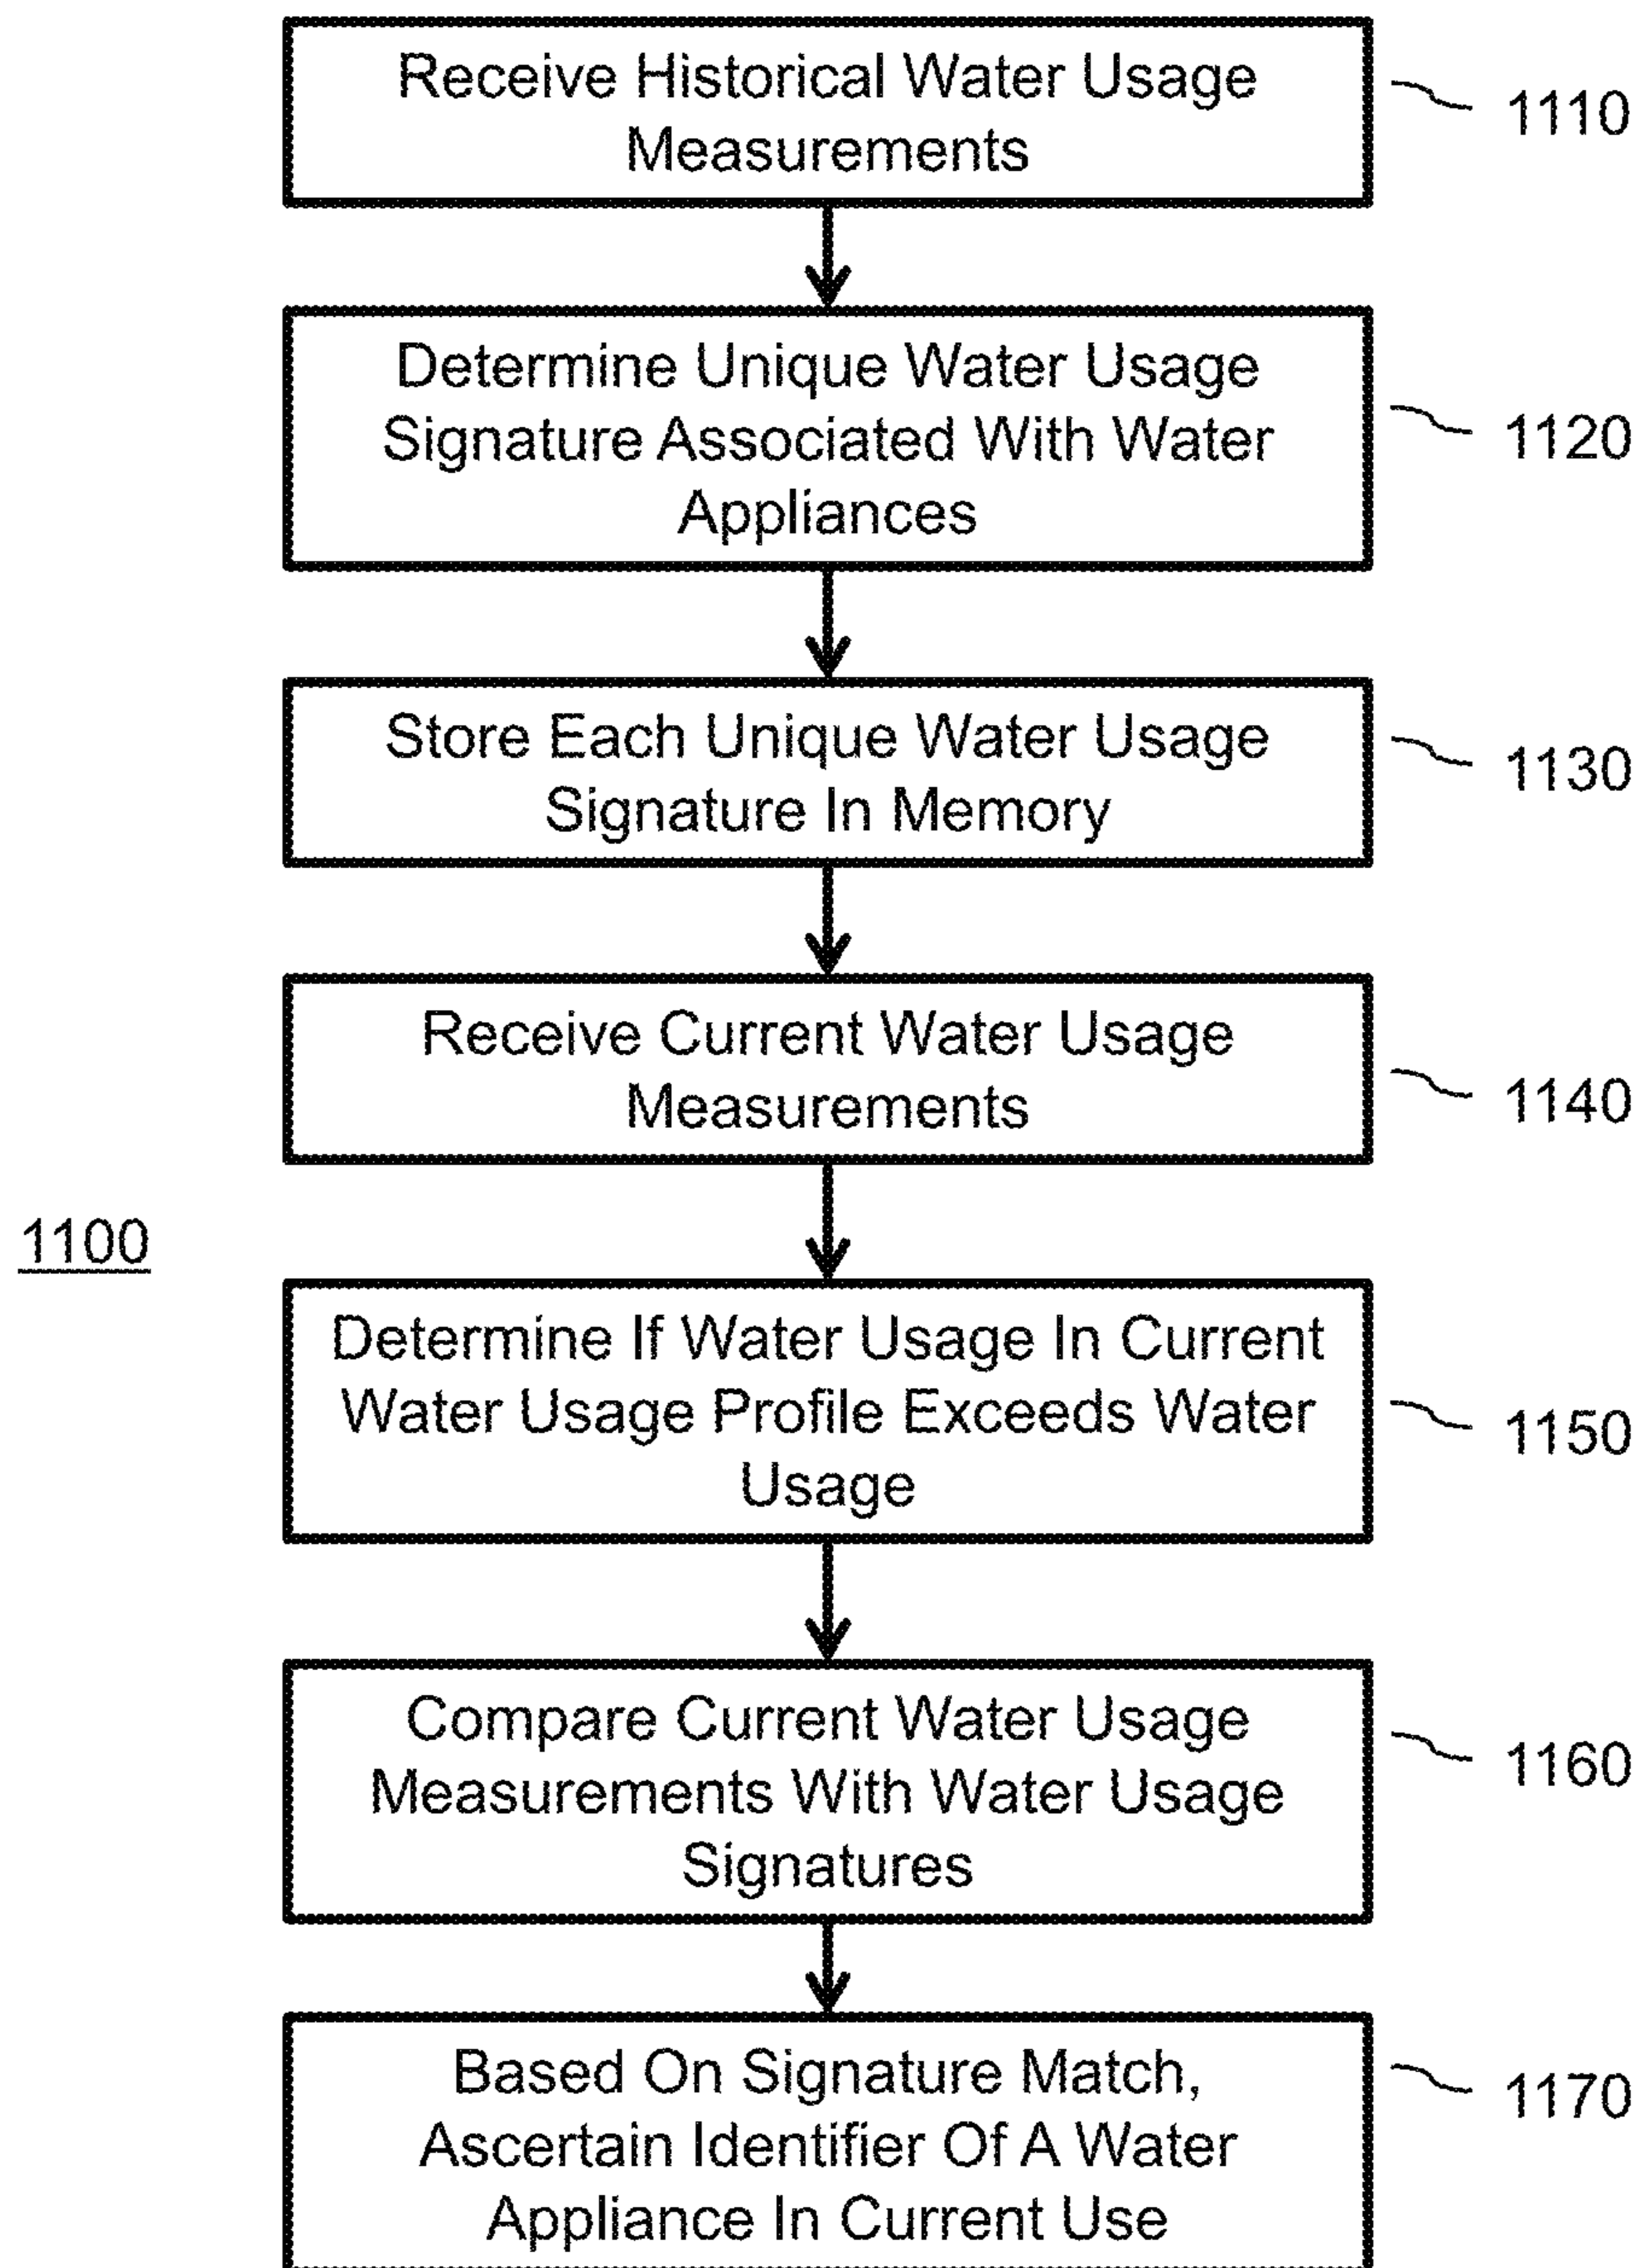 Receive Historical Water Usage
Measurements
1110
Determine Unique Water Usage
Signature Associated With Water
Appliances
1120
Store Each Unique Water Usage
Signature In Memory
1130
Receive Current Water Usage
Measurements
1140
1100
Determine If Water Usage In Current
Water Usage Profile Exceeds Water
Usage
1150
Compare Current Water Usage
Measurements With Water Usage
Signatures
1160
Based On Signature Match,
Ascertain Identifier Of A Water
Appliance In Current Use
1170